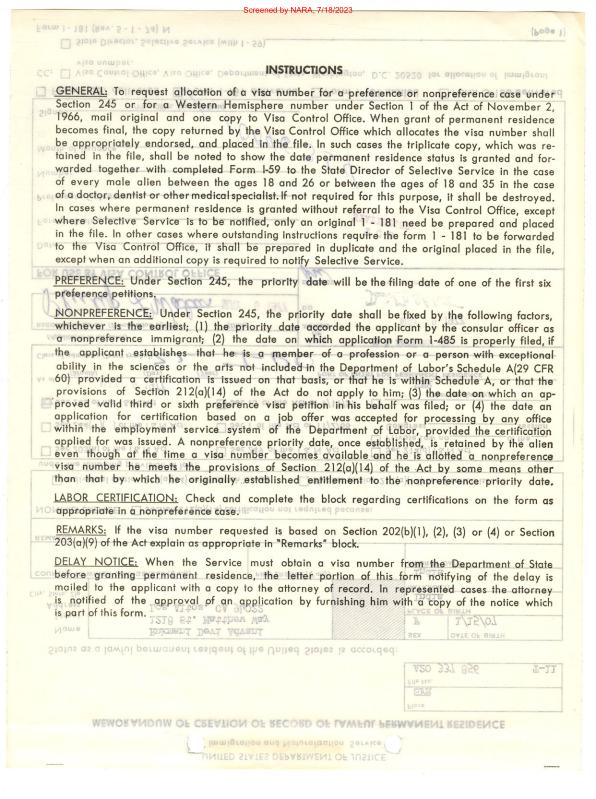 Screened by NARA, 7/18/2023
INSTRUCTIONS
GENERAL: To request allocation of a visa number for a preference or nonpreference case under
Section 245 or for a Western Hemisphere number under Section 1 of the Act of November 2,
1966, mail original and one copy to Visa Control Office. When grant of permanent residence
becomes final, the copy returned by the Visa Control Office which allocates the visa number shall
be appropriately endorsed, and placed in the file. In such cases the triplicate copy, which was re-
tained in the file, shall be noted to show the date permanent residence status is granted and for-
warded together with completed Form I-59 to the State Director of Selective Service in the case
of every male alien between the ages 18 and 26 or between the ages of 18 and 35 in the case
of a doctor, dentist or other medical specialist. If not required for this purpose, it shall be destroyed.
In cases where permanent residence is granted without referral to the Visa Control Office, except
where Selective Service is to be notified, only an original I - 181 need be prepared and placed
in the file. In other cases where outstanding instructions require the form I - 181 to be forwarded
to the Visa Control Office, it shall be prepared in duplicate and the original placed in the file,
except when an additional copy is required to notify Selective Service.
PREFERENCE: Under Section 245, the priority date will be the filing date of one of the first six
preference petitions.
NONPREFERENCE: Under Section 245, the priority date shall be fixed by the following factors,
whichever is the earliest; (1) the priority date accorded the applicant by the consular officer as
a nonpreference immigrant; (2) the date on which application Form I-485 is properly filed, if
the applicant establishes that he is a member of a profession or a person with exceptional
ability in the sciences or the arts not included in the Department of Labor's Schedule A(29 CFR
60) provided a certification is issued on that basis, or that he is within Schedule A, or that the
provisions of Section 212(a)(14) of the Act do not apply to him; (3) the date on which an ap-
proved valid third or sixth preference visa petition in his behalf was filed; or (4) the date an
application for certification based on a job offer was accepted for processing by any office
within the employment service system of the Department of Labor, provided the certification
applied for was issued. A nonpreference priority date, once established, is retained by the alien
even though at the time a visa number becomes available and he is allotted a nonpreference
visa number he meets the provisions of Section 212(a)(14) of the Act by some means other
than that by which he originally established entitlement to the nonpreference priority date.
LABOR CERTIFICATION: Check and complete the block regarding certifications on the form as
appropriate in a nonpreference case.
REMARKS: If the visa number requested is based on Section 202(b)(1), (2), (3) or (4) or Section
203(a)(9) of the Act explain as appropriate in "Remarks" block.
DELAY NOTICE: When the Service must obtain a visa number from the Department of State
before granting permanent residence, the letter portion of this form notifying of the delay is
mailed to the applicant with a copy to the attorney of record. In represented cases the attorney
is notified of the approval of an application by furnishing him with a copy of the notice which
is part of this form.